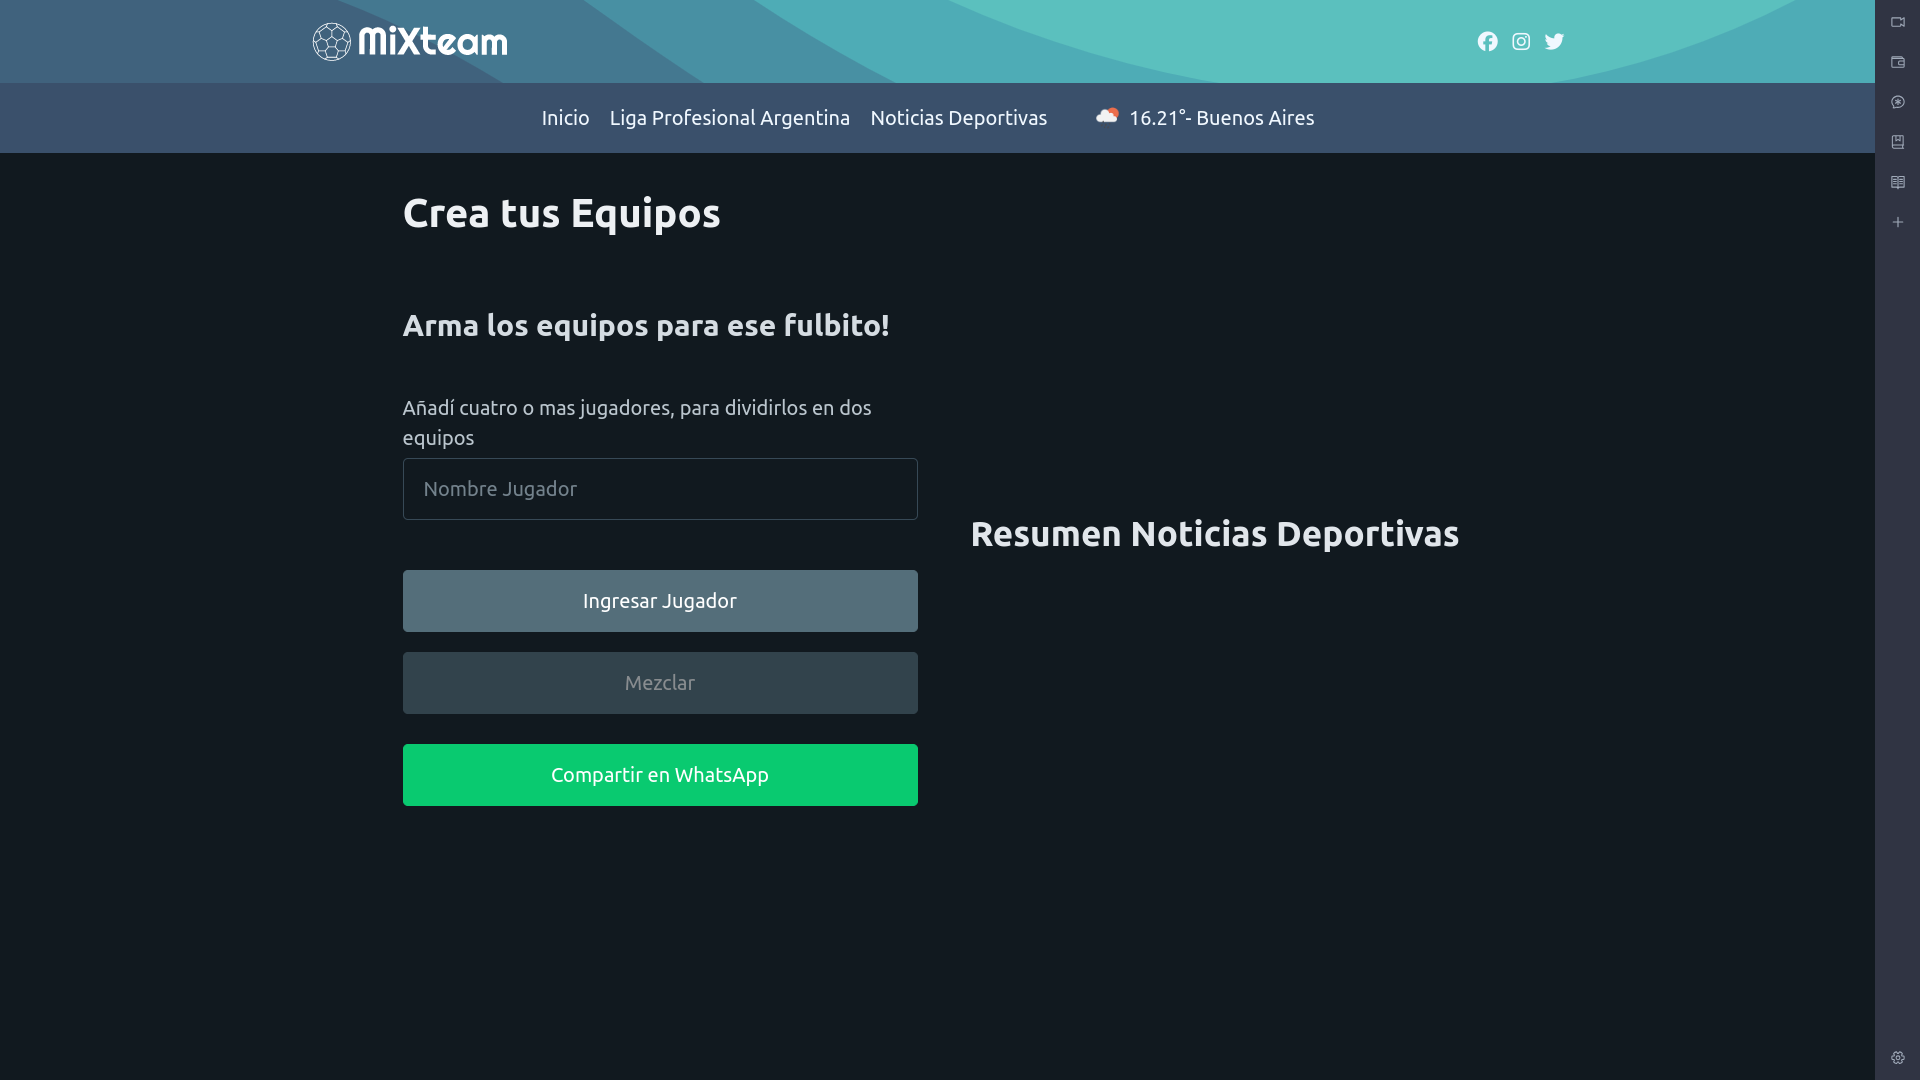 MiXteam
Inicio
Liga Profesional Argentina
Noticias Deportivas
16.21°- Buenos Aires
Crea tus Equipos
Arma los equipos para ese fulbito!
Añadí cuatro o mas jugadores, para dividirlos en dos
equipos
Nombre Jugador
Ingresar Jugador
Mezclar
Compartir en WhatsApp
Resumen Noticias Deportivas